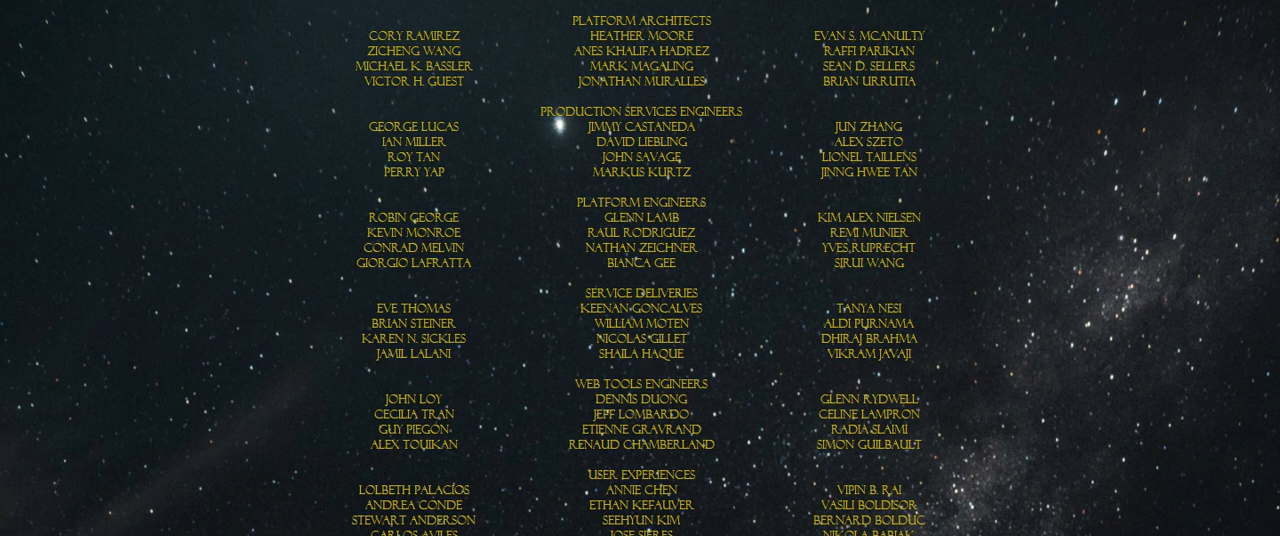 PLATFORM ARCHITECTS
CORY RAMIREZ HEATHER MOORE EVAN S. MCANULTY
ZICHENG WANG ANES KHALIFA HADREZ RAFFI PARIKIAN
MICHAEL K. BASSLER MARK MAGALING SEAN D. SELLERS
VICTOR H. GUEST JONATHAN MURALLES BRIAN URRUTIA
PRODUCTION SERVICES ENGINEERS
GEORGE LUCAS JIMMY CASTANEDA JUN ZHANG
IAN MILLER DAVID LIEBLING ALEX SZETO
ROY TAN JOHN SAVAGE LIONEL TAILLENS
PERRY YAP MARKUS KURTZ JINNG HWEE TAN
PLATFORM ENGINEERS
ROBIN GEORGE GLENN LAMB KIM ALEX NIELSEN
KEVIN MONROE RAUL RODRIGUEZ REMI MUNIER
CONRAD MELVIN NATHAN ZEICHNER YVES RUPRECHT
GIORGIO LAFRATTA BIANCA GEE SIRUI WANG
SERVICE DELIVERIES
EVE THOMAS KEENAN GONCALVES TANYA NESI
BRIAN STEINER WILLIAM MOTEN ALDI PURNAMA
KAREN N. SICKLES NICOLAS GILLET DHIRAJ BRAHMA
JAMIL LALANI SHAILA HAQUE VIKRAM JAVAJI
WEB TOOLS ENGINEERS
JOHN LOY DENNIS DUONG GLENN RYDWELL
CECILIA TRAN JEFF LOMBARDO CELINE LAMPRON
GUY PIEGON ETIENNE GRAVRAND RADIA SLAIMI
ALEX TOUIKAN RENAUD CHAMBERLAND SIMON GUILBAULT
USER EXPERIENCES
LOLBETH PALACIOS ANNIE CHEN VIPIN B. RAI
ANDREA CONDE ETHAN KEFAUVER VASILI BOLDISOR
STEWART ANDERSON SEEHYUN KIM BERNARD BOLDUC
CARLOS AVILES JOSE SIERES NIKOLA BABIAK